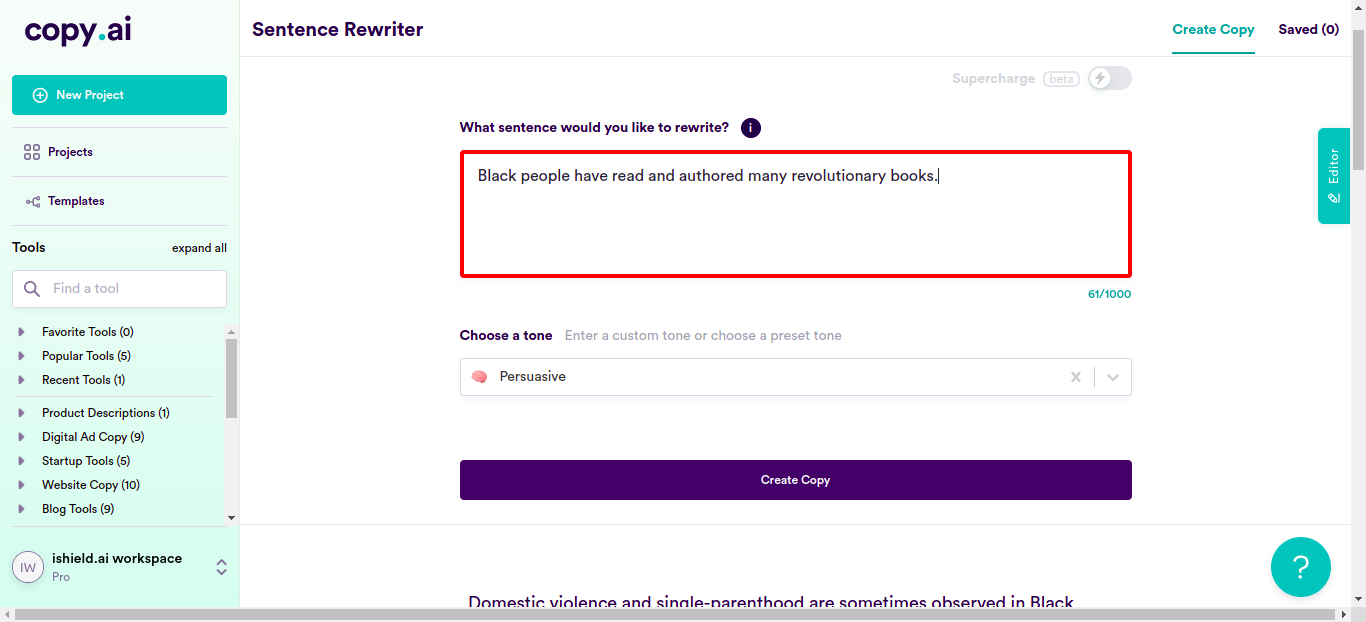 copy.ai
Sentence Rewriter
Create Copy
Saved (0)
New Project
Projects
Templates
Tools
expand all
Find a tool
Favorite Tools (0)
Popular Tools (5)
Recent Tools (1)
Product Descriptions (1)
Digital Ad Copy (9)
Startup Tools (5)
Website Copy (10)
Blog Tools (9)
IW
ishield.ai workspace
Pro
Supercharge beta
What sentence would you like to rewrite? i
Black people have read and authored many revolutionary books.
61/1000
Choose a tone Enter a custom tone or choose a preset tone
Persuasive
Create Copy
Domestic violence and single-parenthood are sometimes observed in Black
Editor
?